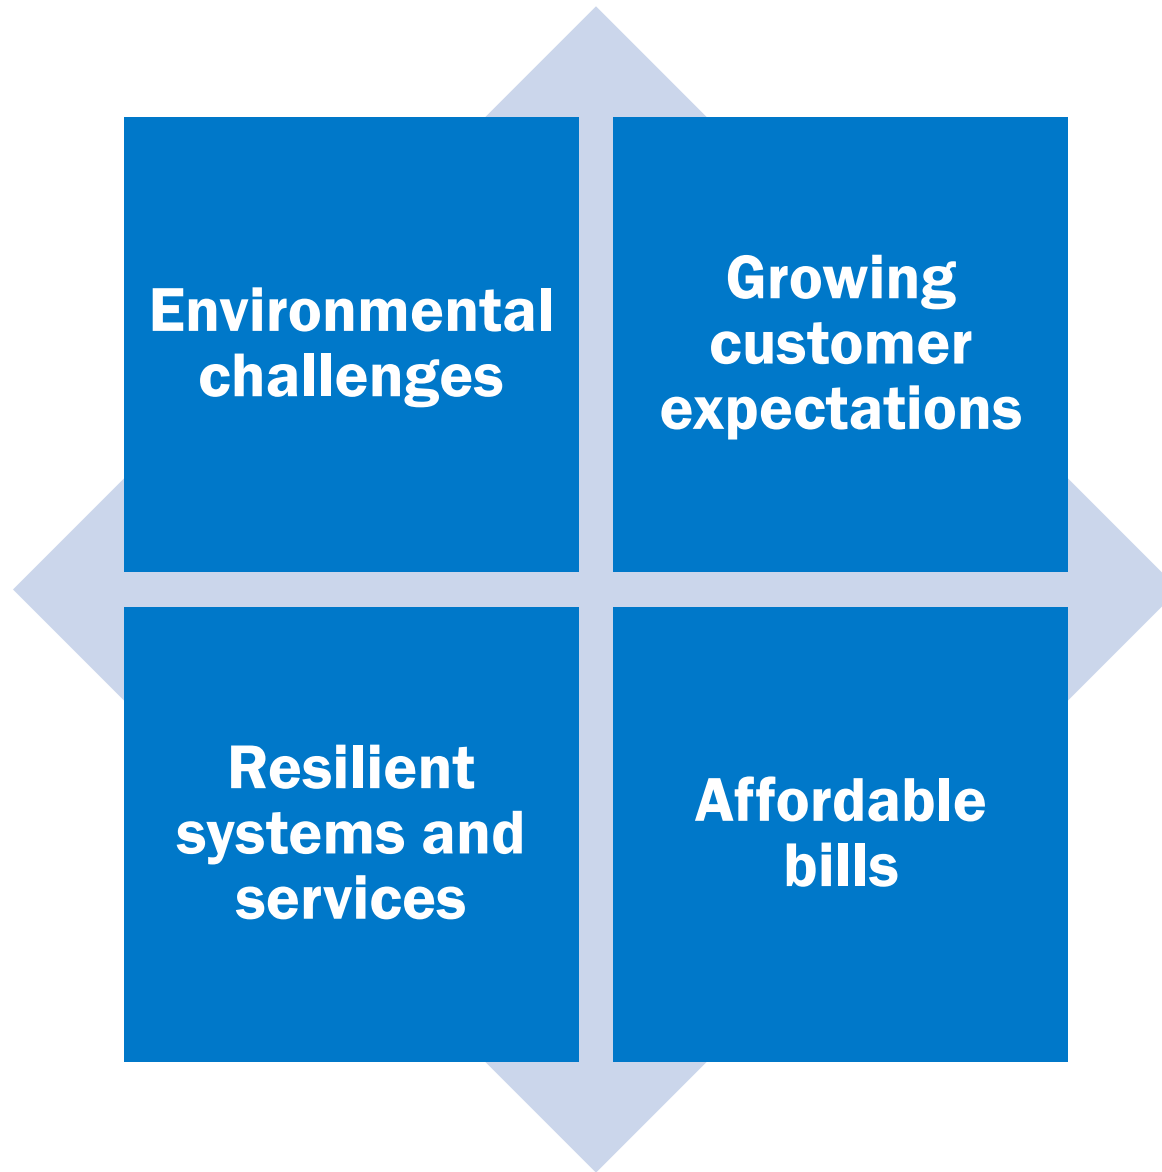 Environmental
challenges
Growing
customer
expectations
Resilient
systems and
services
Affordable
bills